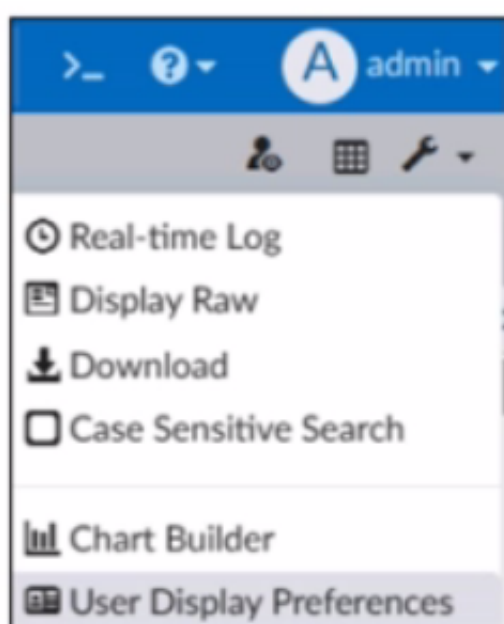 >_ ? A admin
Real-time Log
Display Raw
Download
Case Sensitive Search
Chart Builder
User Display Preferences